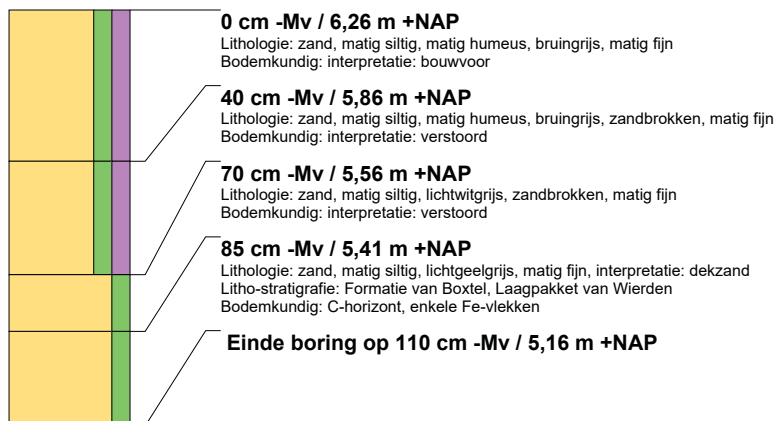 0 cm -Mv / 6,26 m +NAP
Lithologie: zand, matig siltig, matig humeus, bruingrijs, matig fijn
Bodemkundig: interpretatie: bouwvoor
40 cm -Mv / 5,86 m +NAP
Lithologie: zand, matig siltig, matig humeus, bruingrijs, zandbrokken, matig fijn
Bodemkundig: interpretatie: verstoord
70 cm -Mv / 5,56 m +NAP
Lithologie: zand, matig siltig, lichtwitgrijs, zandbrokken, matig fijn
Bodemkundig: interpretatie: verstoord
85 cm -Mv / 5,41 m +NAP
Lithologie: zand, matig siltig, lichtgeelgrijs, matig fijn, interpretatie: dekzand
Litho-stratigrafie: Formatie van Boxtel, Laagpakket van Wierden
Bodemkundig: C-horizont, enkele Fe-vlekken
Einde boring op 110 cm -Mv / 5,16 m +NAP